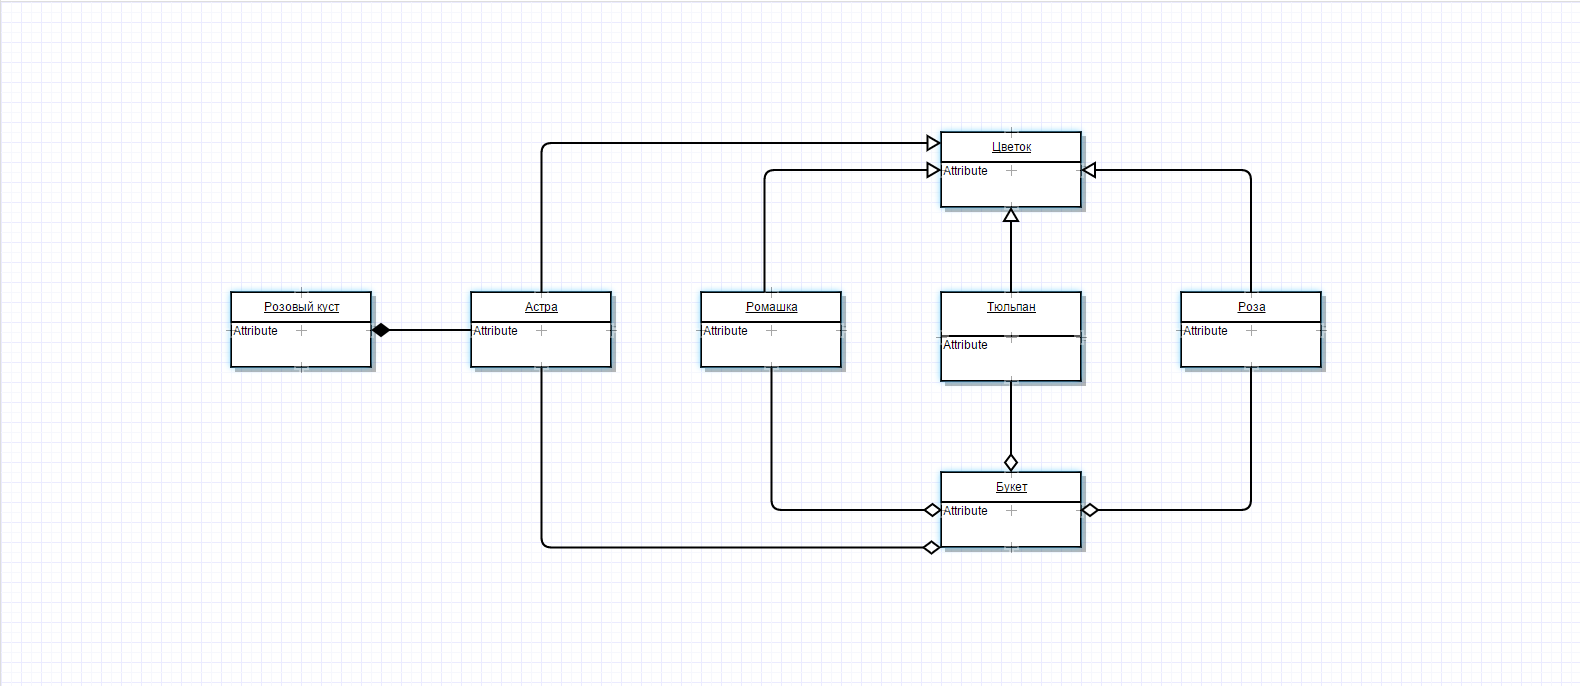 Цветок
Attribute
Розовый куст
Attribute
Астра
Attribute
Ромашка
Attribute
Тюльпан
Attribute
Роза
Attribute
Букет
Attribute